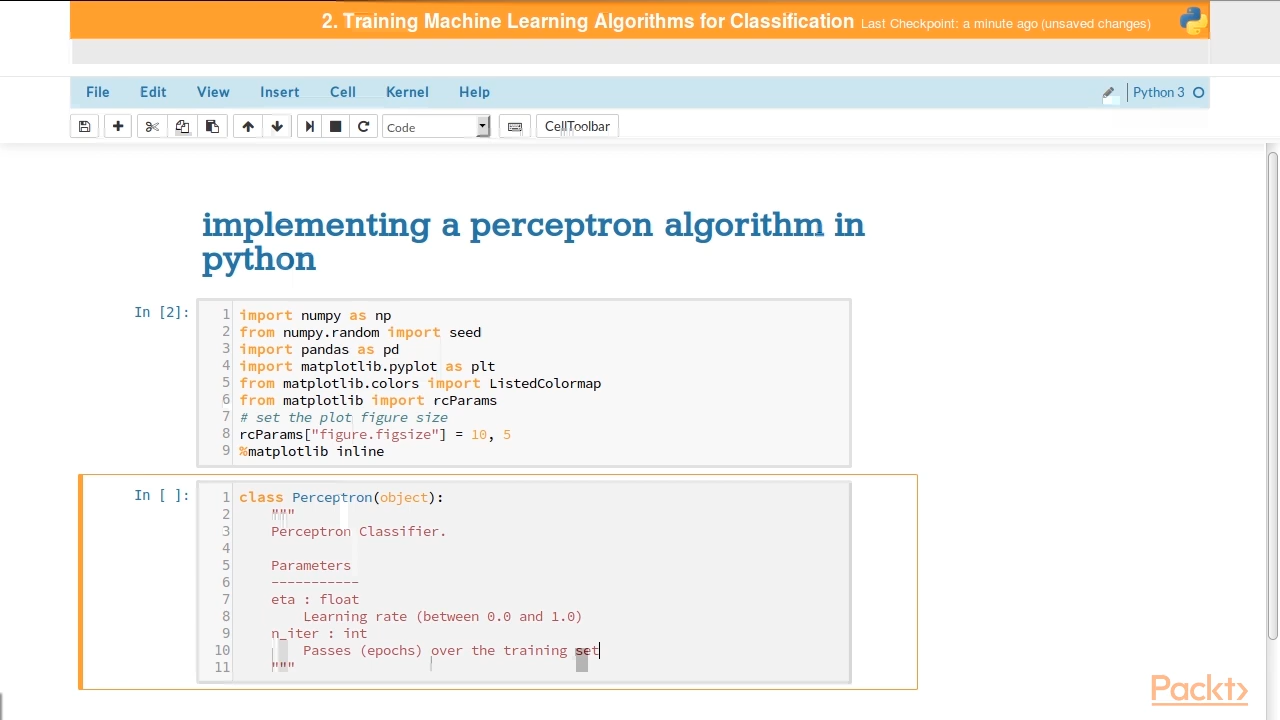 2. Training Machine Learning Algorithms for Classification Last Checkpoint: a minute ago (unsaved changes)
File Edit View Insert Cell Kernel Help Python 3
Code CellToolbar
implementing a perceptron algorithm in
python
In [2]:
1 import numpy as np
2 from numpy.random import seed
3 import pandas as pd
4 import matplotlib.pyplot as plt
5 from matplotlib.colors import ListedColormap
6 from matplotlib import rcParams
7 # set the plot figure size
8 rcParams["figure.figsize"] = 10, 5
9 %matplotlib inline
In [ ]:
1 class Perceptron(object):
2 """
3 Perceptron Classifier.
4
5 Parameters
6 -----------
7 eta : float
8 Learning rate (between 0.0 and 1.0)
9 n_iter : int
10 Passes (epochs) over the training set
11 """
Packt>